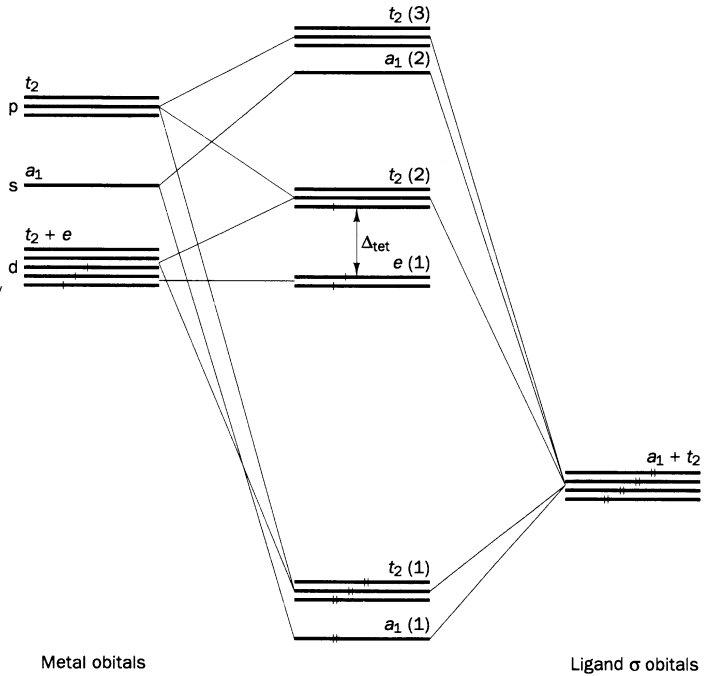 t2 (3)
a1 (2)
t2
p
a1
s
t2 (2)
t2 + e
Δtet
d
e (1)
a1 + t2
t2 (1)
a1 (1)
Metal obitals
Ligand σ obitals